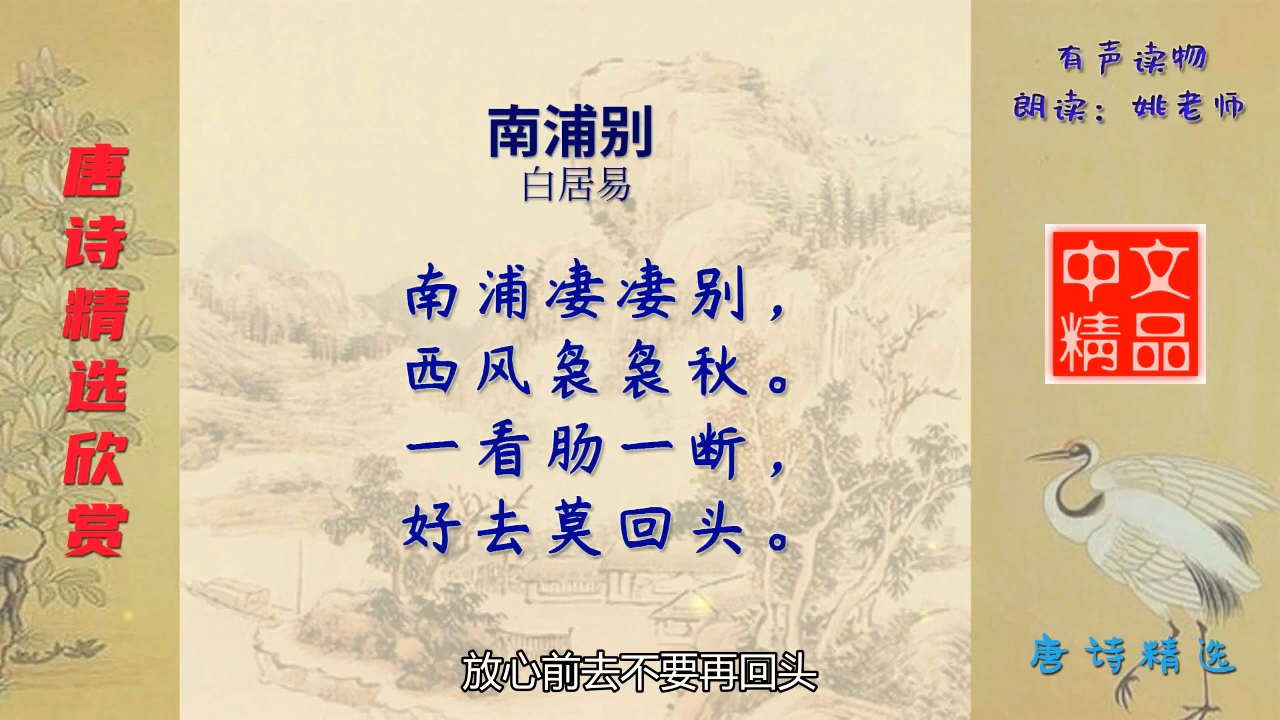 唐诗精选欣赏
南浦别
白居易
南浦凄凄别，
西风袅袅秋。
一看肠一断，
好去莫回头。
放心前去不要再回头
有声读物
朗读：姚老师
中文
精品
唐诗精选